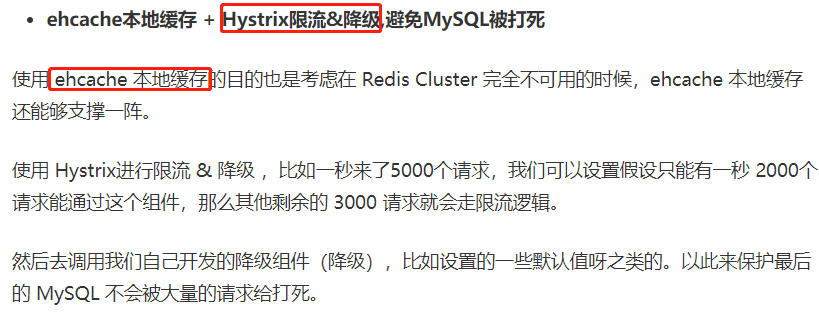 • ehcache本地缓存 + Hystrix限流&降级,避免MySQL被打死
使用 ehcache 本地缓存的目的也是考虑在 Redis Cluster 完全不可用的时候，ehcache 本地缓存
还能够支撑一阵。
使用 Hystrix进行限流 & 降级 ，比如一秒来了5000个请求，我们可以设置假设只能有一秒 2000个
请求能通过这个组件，那么其他剩余的 3000 请求就会走限流逻辑。
然后去调用我们自己开发的降级组件（降级），比如设置的一些默认值呀之类的。以此来保护最后
的 MySQL 不会被大量的请求给打死。